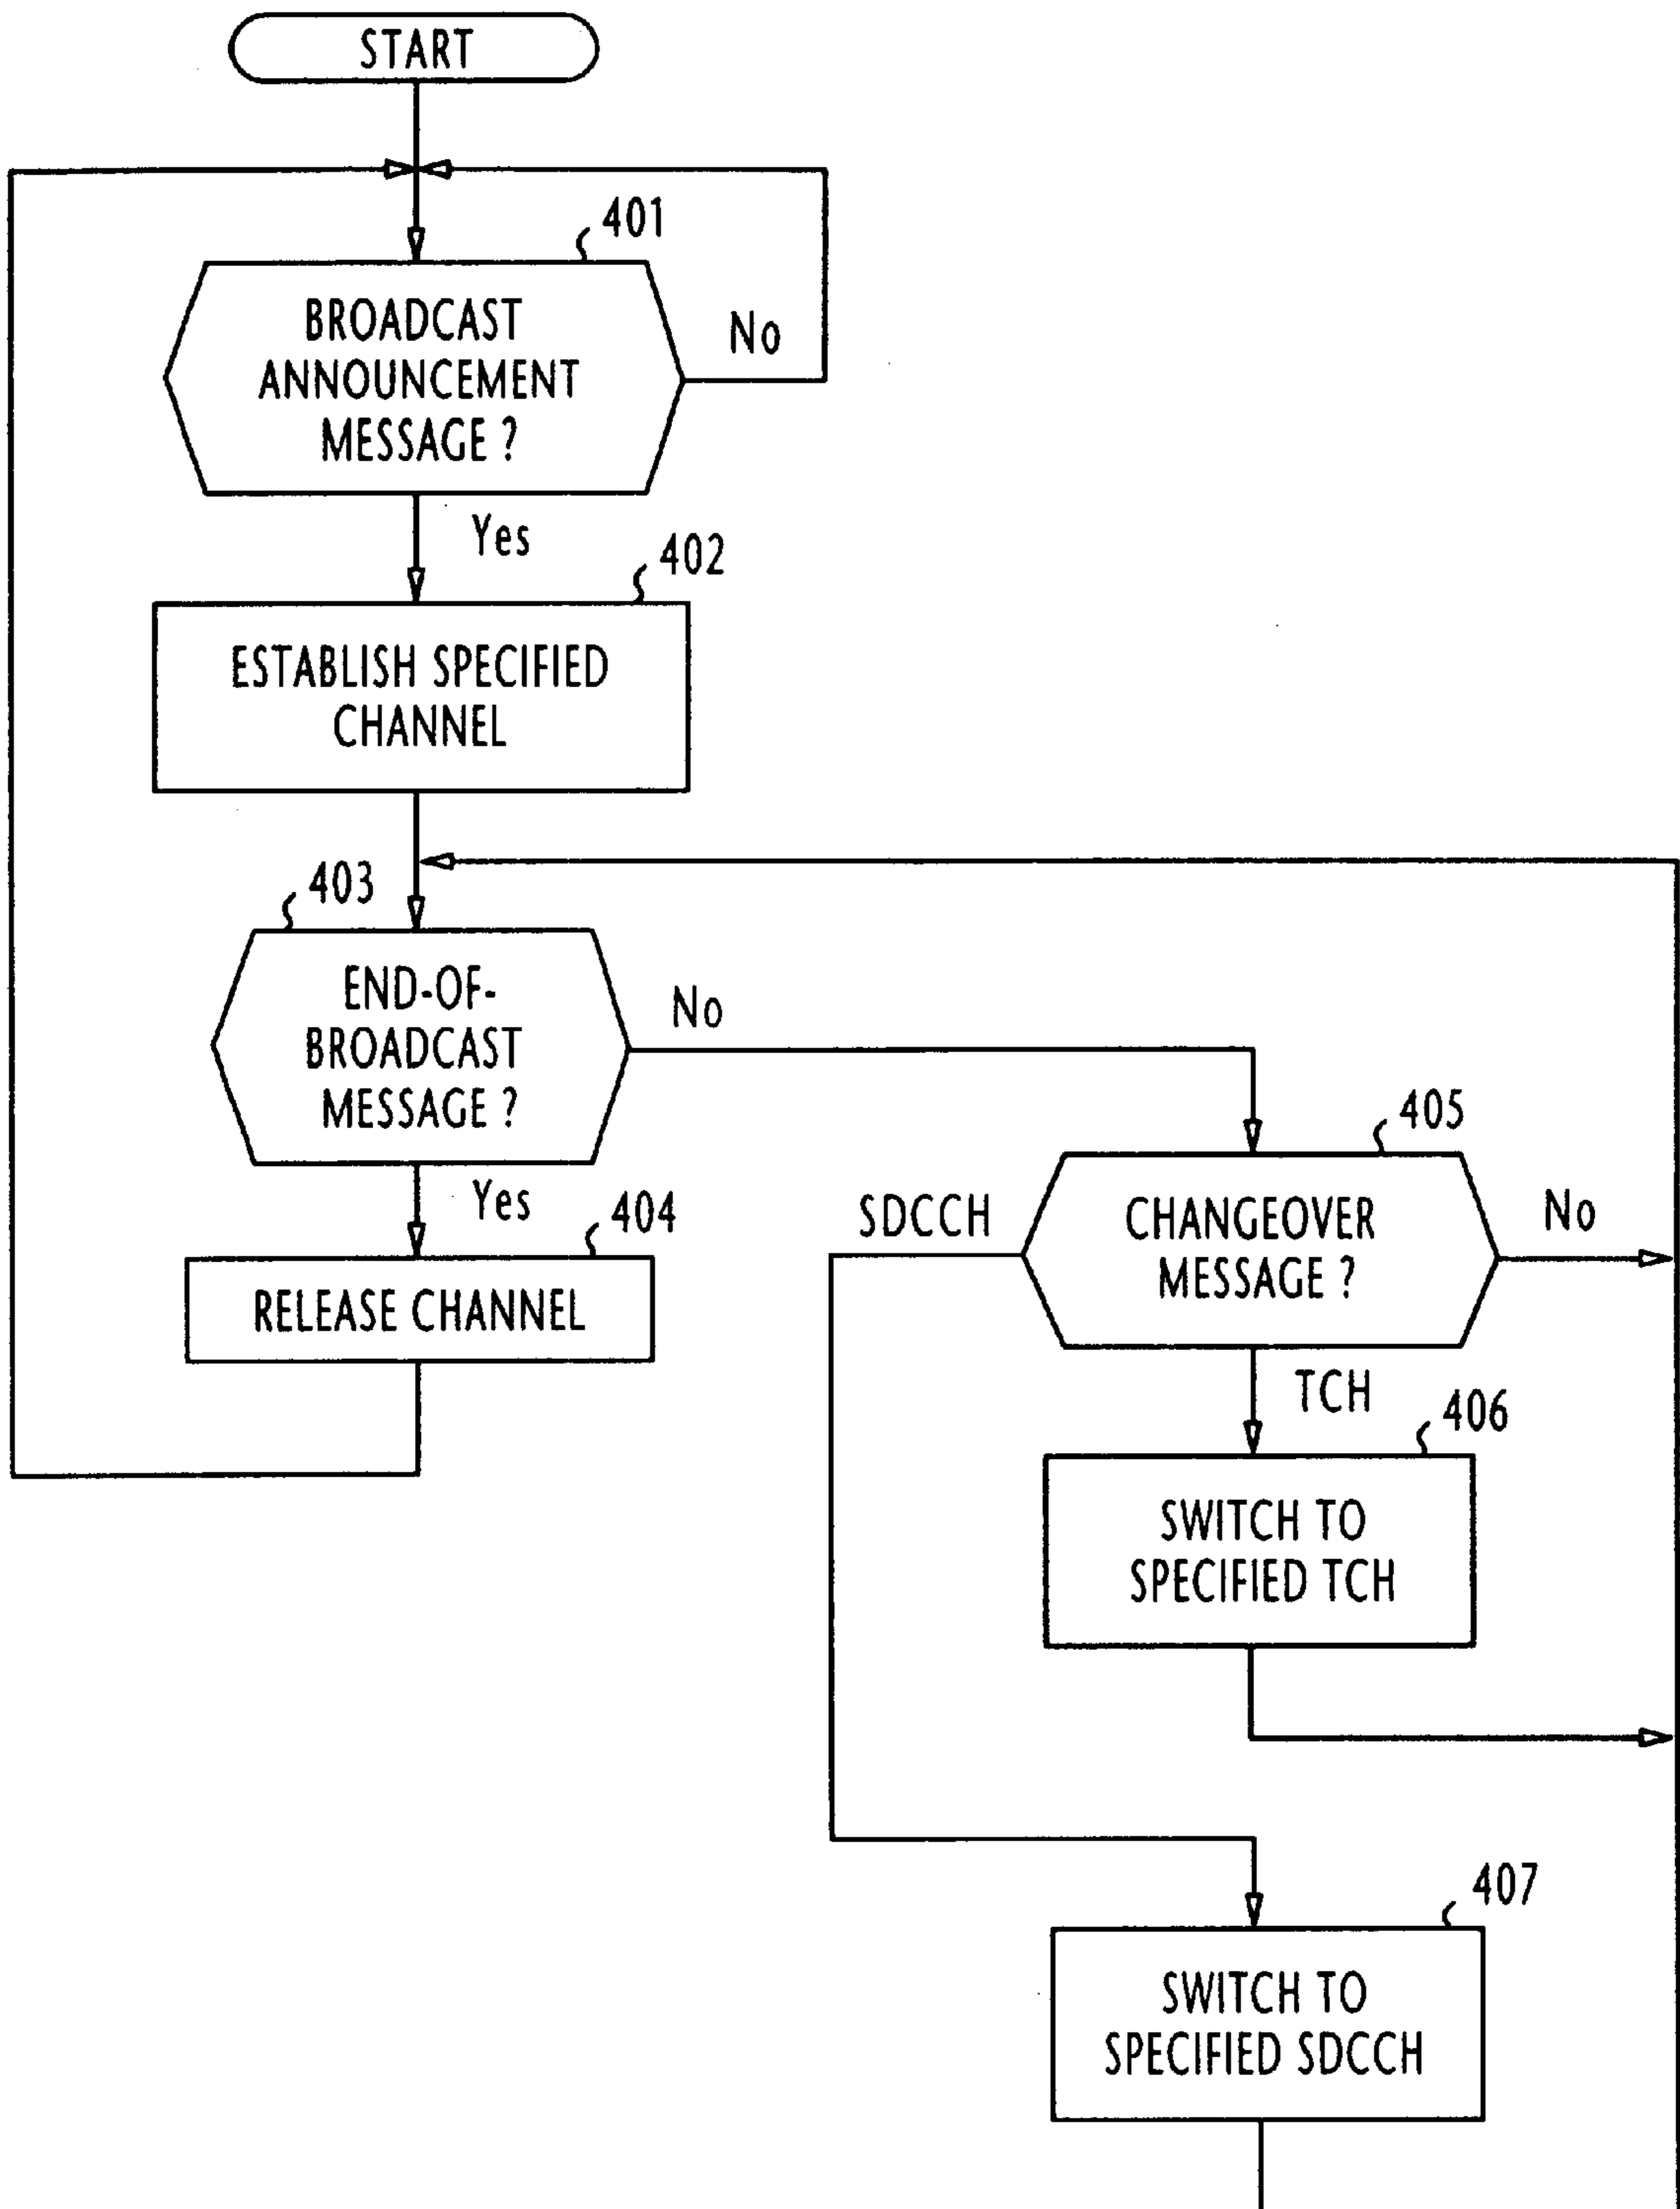 START
401
BROADCAST
ANNOUNCEMENT
MESSAGE ?
No
Yes
402
ESTABLISH SPECIFIED
CHANNEL
403
END-OF-
BROADCAST
MESSAGE ?
No
Yes
404
RELEASE CHANNEL
405
CHANGEOVER
MESSAGE ?
SDCCH
No
TCH
406
SWITCH TO
SPECIFIED TCH
407
SWITCH TO
SPECIFIED SDCCH